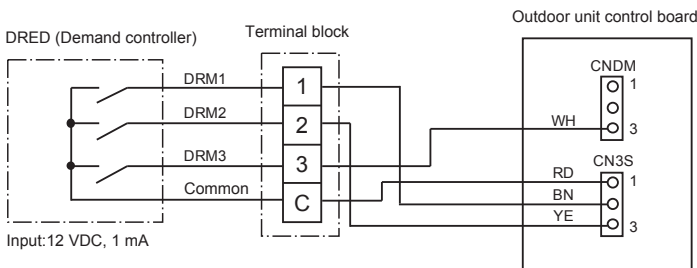 Outdoor unit control board
DRED (Demand controller)
Terminal block
CNDM
DRM1
1
1
DRM2
2
WH
3
DRM3
3
CN3S
RD
1
Common
C
BN
YE
3
Input:12 VDC, 1 mA